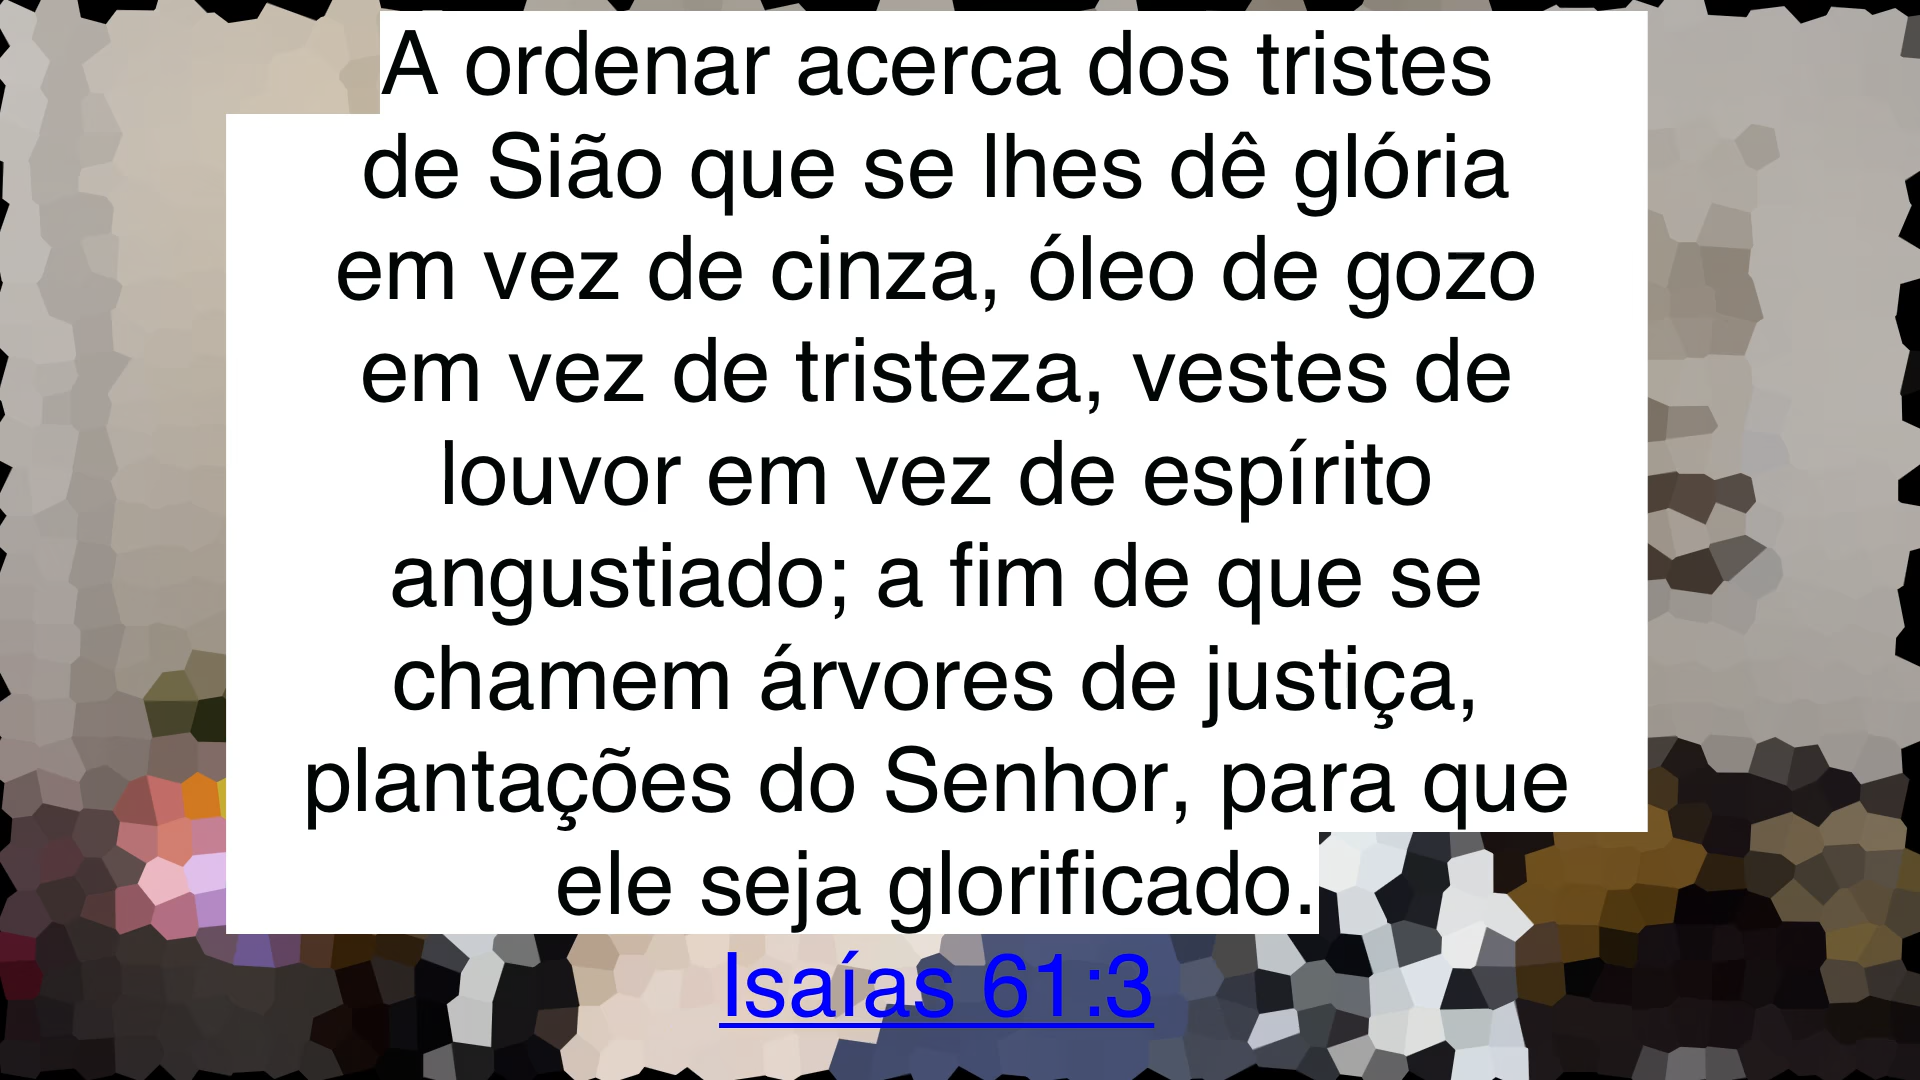 A ordenar acerca dos tristes
de Sião que se lhes dê glória
em vez de cinza, óleo de gozo
em vez de tristeza, vestes de
louvor em vez de espírito
angustiado; a fim de que se
chamem árvores de justiça,
plantações do Senhor, para que
ele seja glorificado.
Isaías 61:3